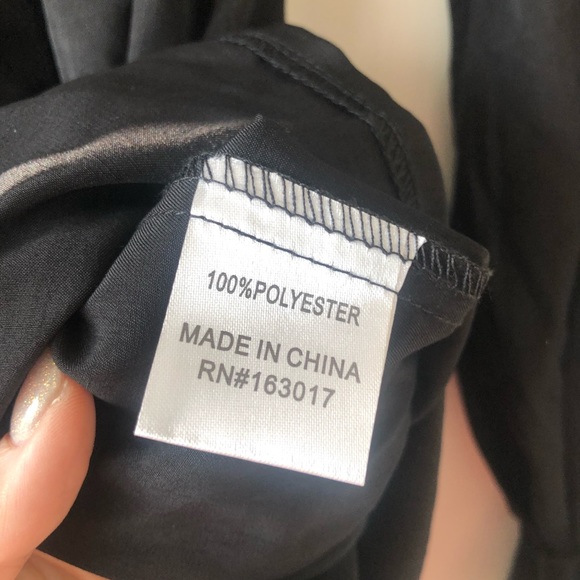 100%POLYESTER
MADE IN CHINA
RN#163017